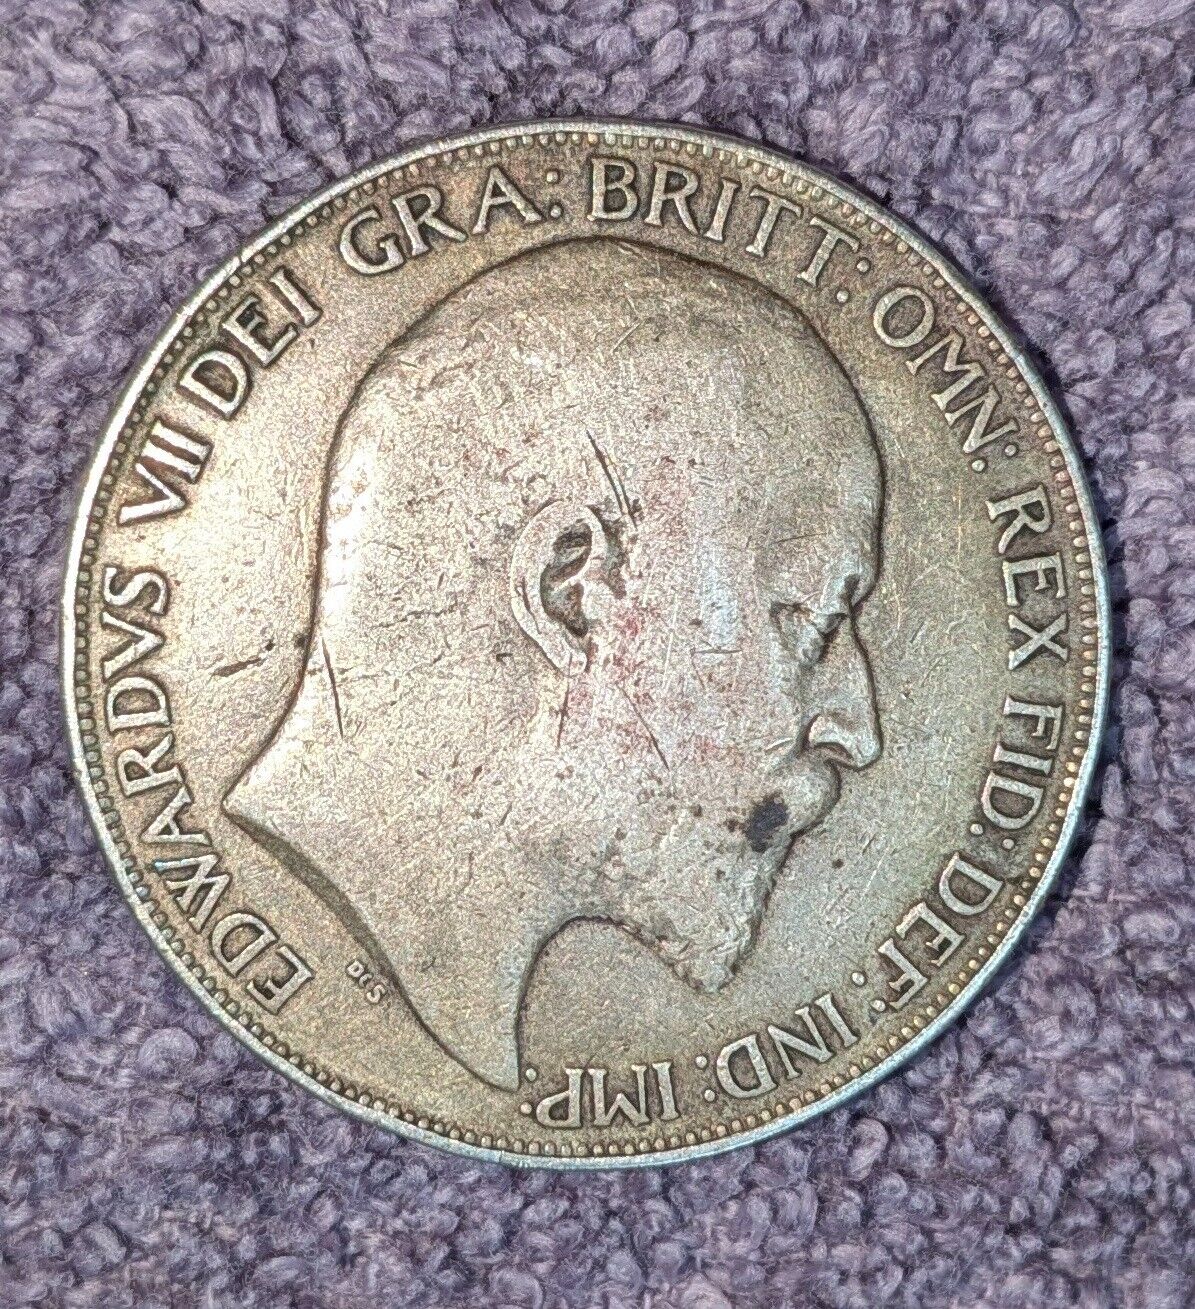 EDWARDVS VII DEI GRA: BRITT: OMN: REX FID: DEF: IND: IMP:
DES